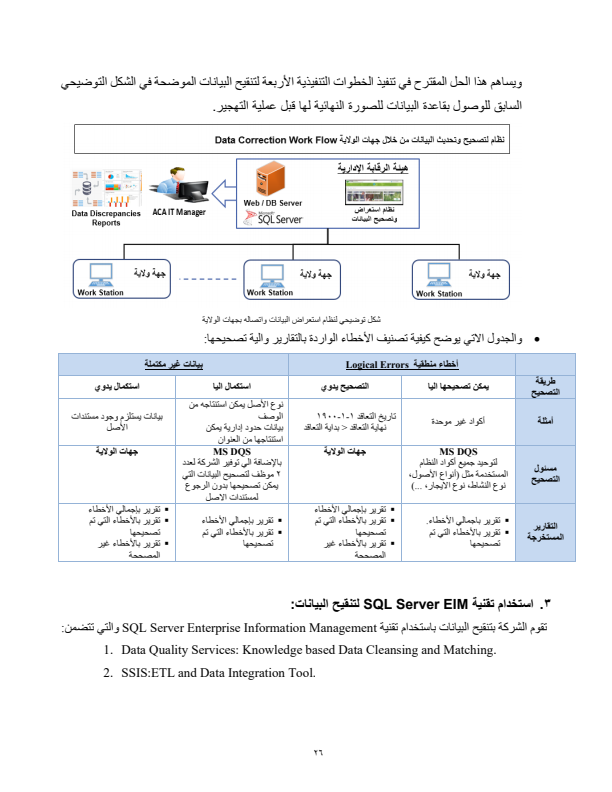 ويساهم هذا الحل المقترح في تنفيذ الخطوات التنفيذية الأربعة لتنقيح البيانات الموضحة في الشكل التوضيحي
السابق للوصول بقاعدة البيانات للصورة النهائية لها قبل عملية التهجير.
نظام لتصحيح وتحديث البيانات من خلال جهات الولاية Data Correction Work Flow
هيئة الرقابة الإدارية
Web / DB Server
Microsoft
SQL Server
نظام استعراض
وتصحيح البيانات
ACA IT Manager
Data Discrepancies
Reports
جهة ولاية
Work Station
جهة ولاية
Work Station
جهة ولاية
Work Station
شكل توضيحي لنظام استعراض البيانات واتصاله بجهات الولاية
• والجدول الاتي يوضح كيفية تصنيف الأخطاء الواردة بالتقارير والية تصحيحها:
أخطاء منطقية Logical Errors
بيانات غير مكتملة
طريقة
التصحيح
يمكن تصحيحها اليا
التصحيح يدوي
استكمال اليا
استكمال يدوي
أمثلة
أكواد غير موحدة
تاريخ التعاقد ١-١-١٩٠٠
نهاية التعاقد < بداية التعاقد
نوع الأصل يمكن استنتاجه من
الوصف
بيانات حدود إدارية يمكن
استنتاجها من العنوان
بيانات يستلزم وجود مستندات
الأصل
مسئول
التصحيح
MS DQS
لتوحيد جميع أكواد النظام
المستخدمة مثل (أنواع الأصول،
نوع النشاط، نوع الايجار، ...)
جهات الولاية
MS DQS
بالإضافة الي توفير الشركة لعدد
٢ موظف لتصحيح البيانات التي
يمكن تصحيحها بدون الرجوع
لمستندات الاصل
جهات الولاية
التقارير
المستخرجة
▪ تقرير بإجمالي الأخطاء.
▪ تقرير بالأخطاء التي تم
تصحيحها
▪ تقرير بإجمالي الأخطاء
▪ تقرير بالأخطاء التي تم
تصحيحها
▪ تقرير بالأخطاء غير
المصححة
▪ تقرير بإجمالي الأخطاء
▪ تقرير بالأخطاء التي تم
تصحيحها
▪ تقرير بإجمالي الأخطاء
▪ تقرير بالأخطاء التي تم
تصحيحها
▪ تقرير بالأخطاء غير
المصححة
٣. استخدام تقنية SQL Server EIM لتنقيح البيانات:
تقوم الشركة بتنقيح البيانات باستخدام تقنية SQL Server Enterprise Information Management والتي تتضمن:
1. Data Quality Services: Knowledge based Data Cleansing and Matching.
2. SSIS:ETL and Data Integration Tool.
٢٦